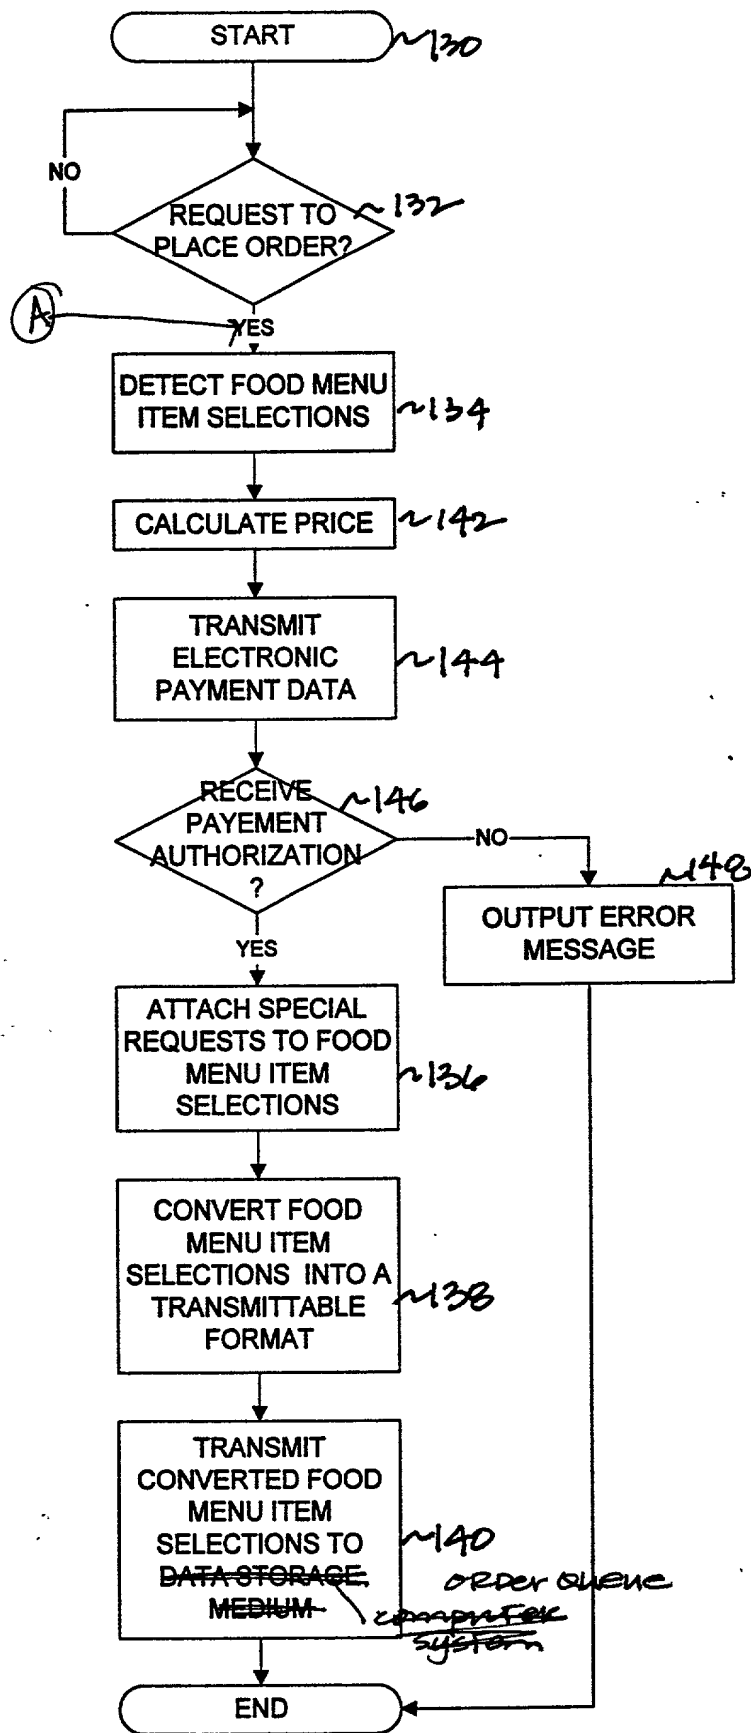 START ~130
NO
REQUEST TO ~132
PLACE ORDER?
A
YES
DETECT FOOD MENU
ITEM SELECTIONS ~134
CALCULATE PRICE ~142
TRANSMIT
ELECTRONIC ~144
PAYMENT DATA
RECEIVE ~146
PAYEMENT
AUTHORIZATION
?
NO
~148
OUTPUT ERROR
MESSAGE
YES
ATTACH SPECIAL
REQUESTS TO FOOD
MENU ITEM ~136
SELECTIONS
CONVERT FOOD
MENU ITEM
SELECTIONS INTO A
TRANSMITTABLE ~138
FORMAT
TRANSMIT
CONVERTED FOOD
MENU ITEM
SELECTIONS TO ~140
DATA STORAGE
MEDIUM
ORDER QUEUE
computer
system
END